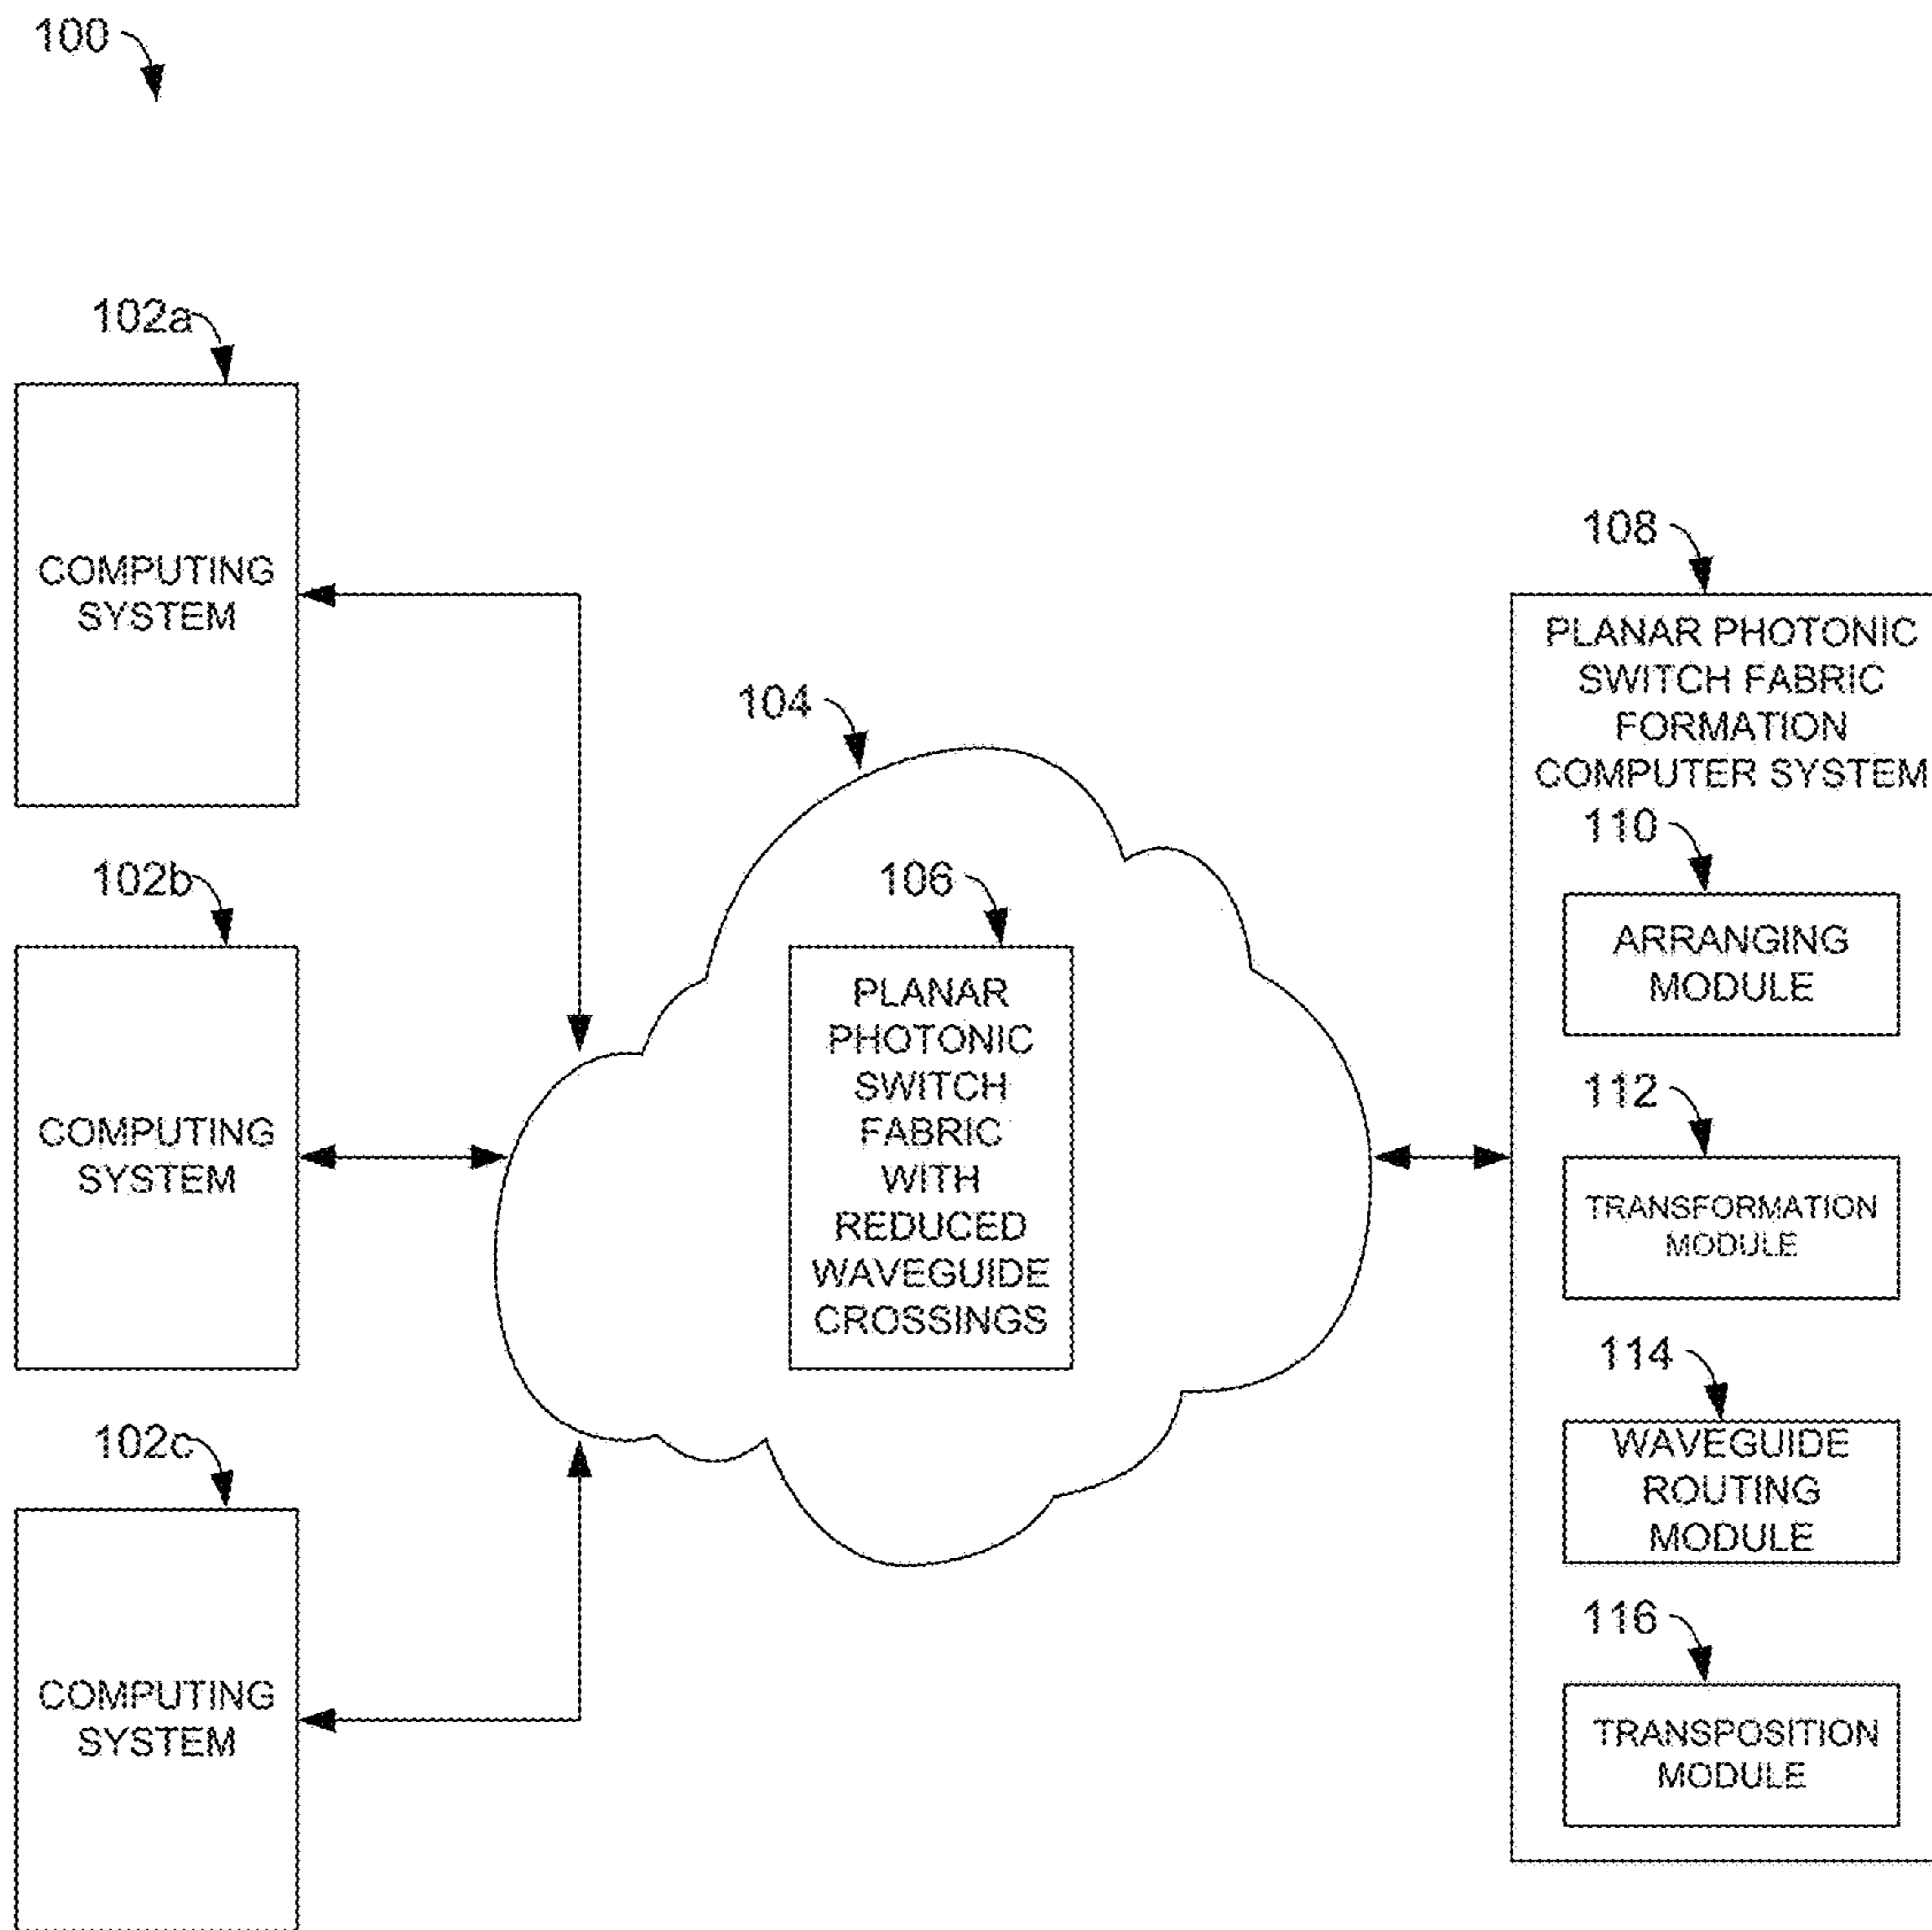 100
102a
COMPUTING
SYSTEM
102b
COMPUTING
SYSTEM
102c
COMPUTING
SYSTEM
104
106
PLANAR
PHOTONIC
SWITCH
FABRIC
WITH
REDUCED
WAVEGUIDE
CROSSINGS
108
PLANAR PHOTONIC
SWITCH FABRIC
FORMATION
COMPUTER SYSTEM
110
ARRANGING
MODULE
112
TRANSFORMATION
MODULE
114
WAVEGUIDE
ROUTING
MODULE
116
TRANSPOSITION
MODULE